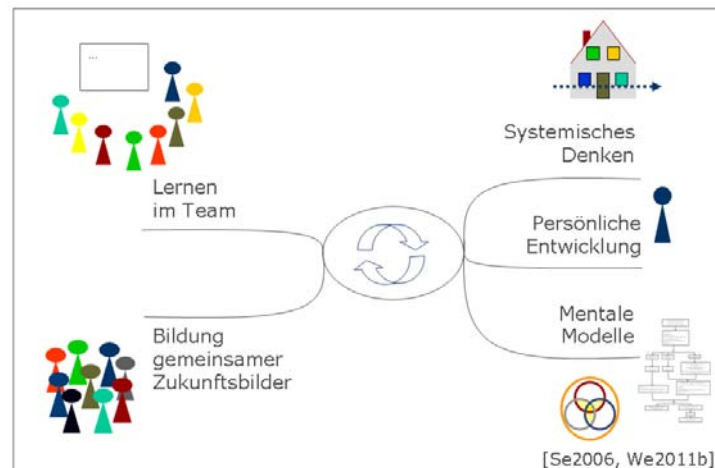 ...
Lernen
im Team
Bildung
gemeinsamer
Zukunftsbilder
Systemisches
Denken
Persönliche
Entwicklung
Mentale
Modelle
[Se2006, We2011b]